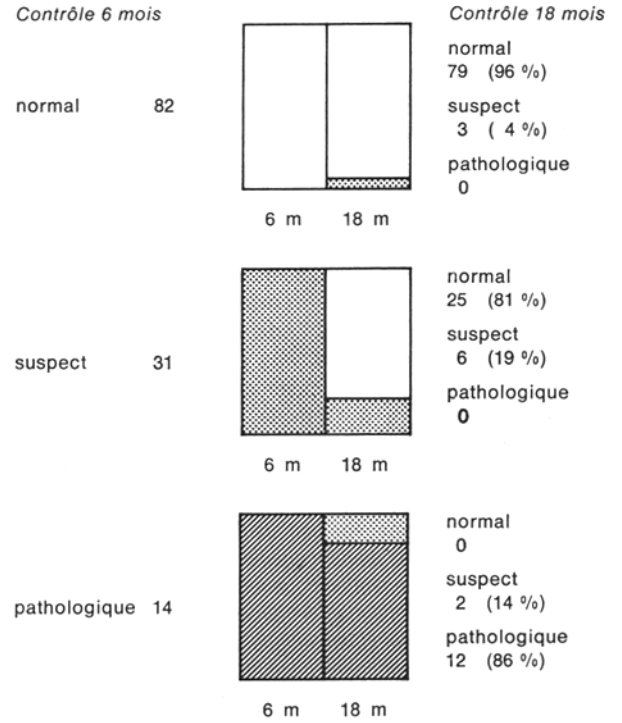 Contrôle 6 mois
Contrôle 18 mois
normal 82
normal
79 (96 %)
suspect
3 ( 4 %)
pathologique
0
6 m 18 m
suspect 31
normal
25 (81 %)
suspect
6 (19 %)
pathologique
0
6 m 18 m
pathologique 14
normal
0
suspect
2 (14 %)
pathologique
12 (86 %)
6 m 18 m